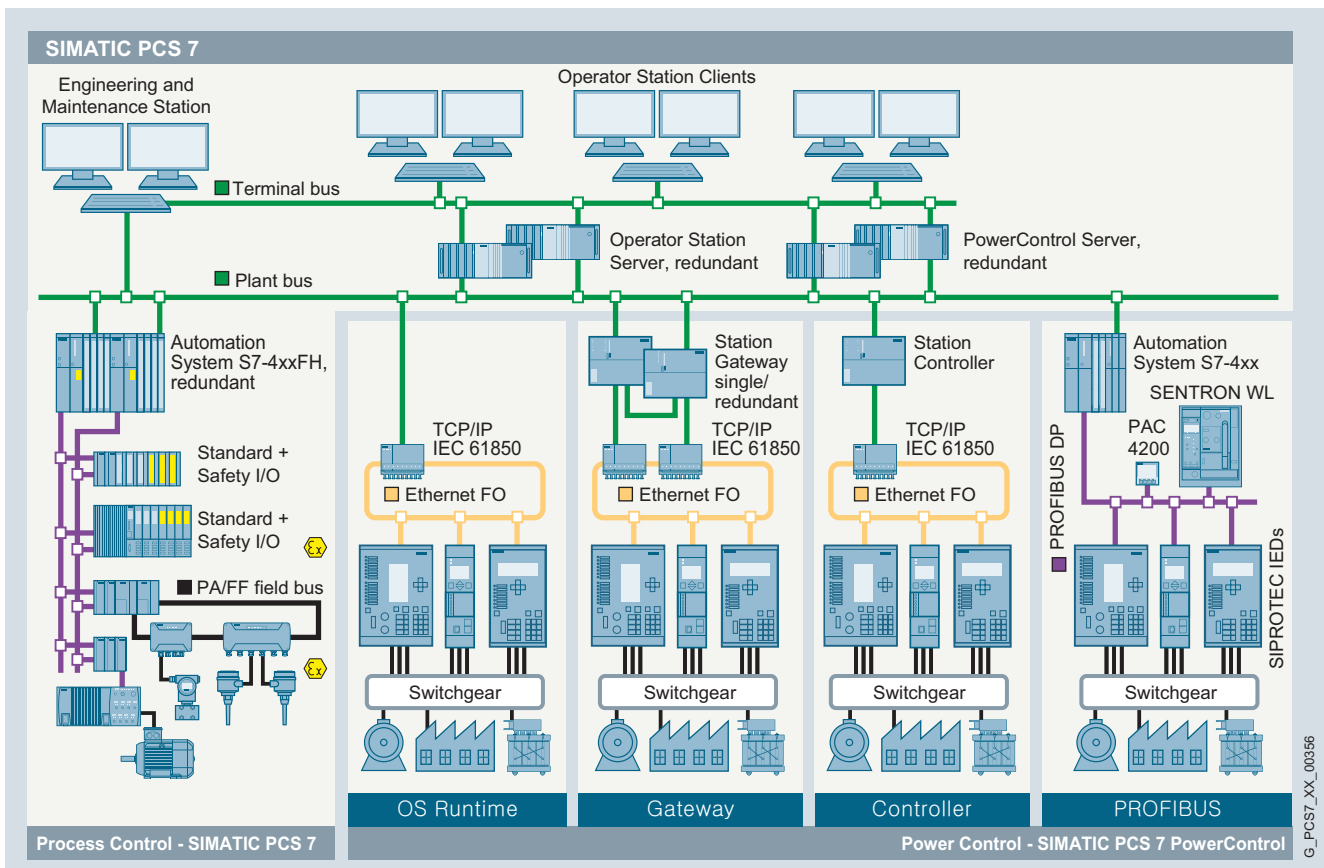 SIMATIC PCS 7
Engineering and
Maintenance Station
Operator Station Clients
Terminal bus
Operator Station
Server, redundant
PowerControl Server,
redundant
Plant bus
Automation
System S7-4xxFH,
redundant
Standard +
Safety I/O
Standard +
Safety I/O
Ex
PA/FF field bus
Ex
TCP/IP
IEC 61850
Ethernet FO
Switchgear
OS Runtime
Station
Gateway
single/
redundant
TCP/IP
IEC 61850
Ethernet FO
Switchgear
Gateway
Station
Controller
TCP/IP
IEC 61850
Ethernet FO
Switchgear
Controller
Automation
System S7-4xx
SENTRON WL
PAC
4200
PROFIBUS DP
SIPROTEC IEDs
Switchgear
PROFIBUS
Process Control - SIMATIC PCS 7
Power Control - SIMATIC PCS 7 PowerControl
G_PCS7_XX_00356